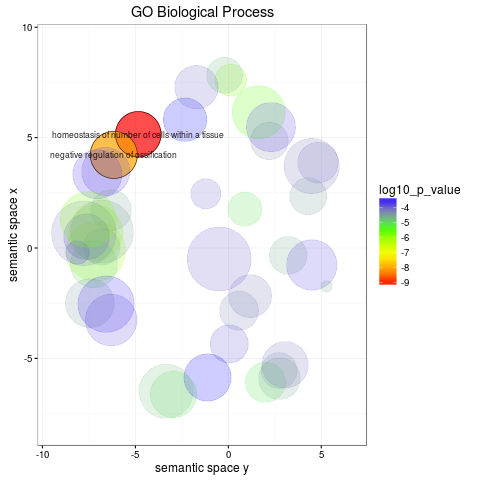 GO Biological Process
10
5
0
-5
semantic space x
homeostasis of number of cells within a tissue
negative regulation of ossification
-10
-5
0
5
semantic space y
log10_p_value
-4
-5
-6
-7
-8
-9